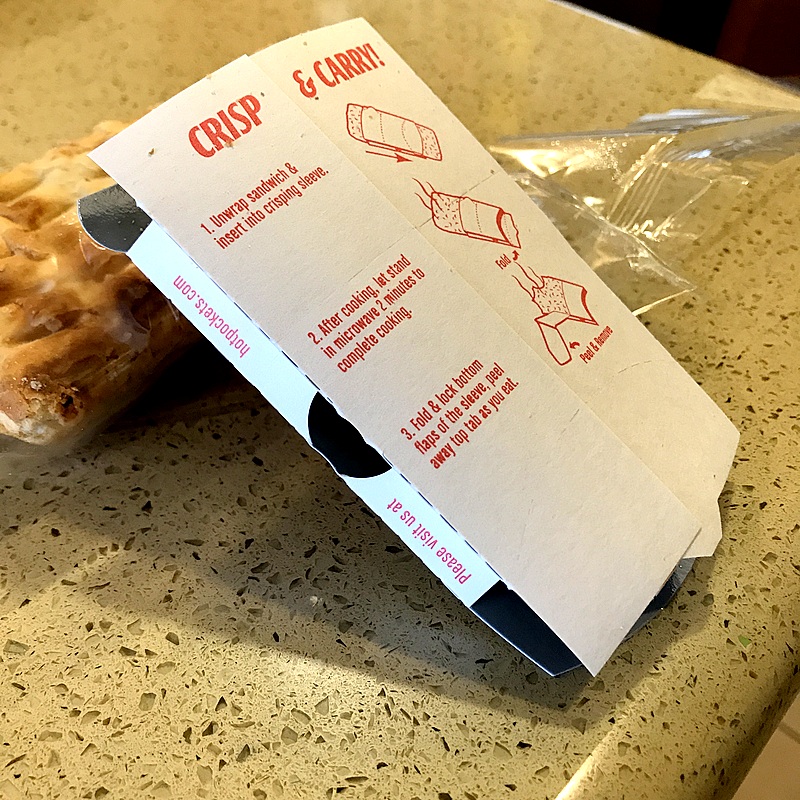 CRISP & CARRY!
1. Unwrap sandwich &
insert into crisping sleeve.
2. After cooking, let stand
in microwave 2 minutes to
complete cooking.
3. Fold & lock bottom
flaps of the sleeve, peel
away top tab as you eat.
Fold
Peel & Remove
Please visit us at
hotpockets.com